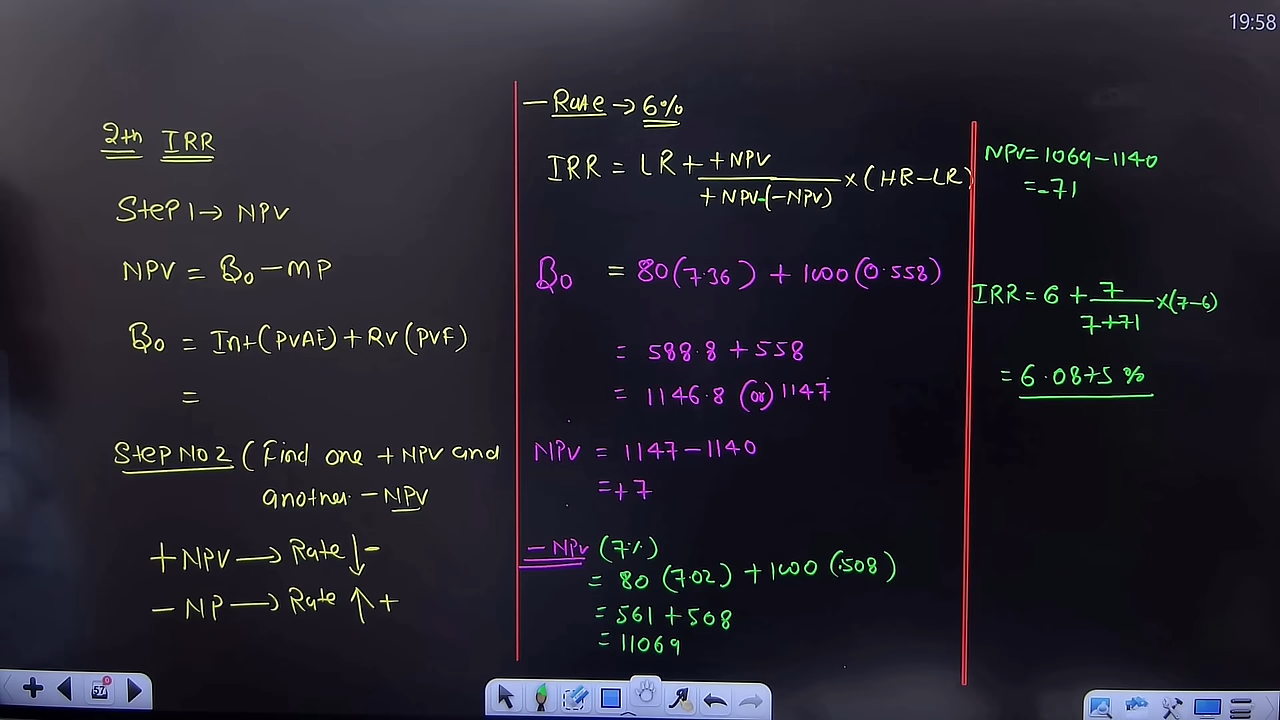 19:58
2th IRR
Step 1 → NPV
NPV = B0 - MP
B0 = Int (PVAF) + RV (PVF)
=
Step No 2 (Find one + NPV and
another - NPV
+ NPV → Rate ↓ -
- NP → Rate ↑ +
- Rate → 6%
IRR = LR + +NPV / +NPV-(-NPV) × (HR-LR)
B0 = 80(7.36) + 1000(0.558)
= 588.8 + 558
= 1146.8 (or) 1147
NPV = 1147 - 1140
= +7
- NPV (7%)
= 80 (7.02) + 1000 (.508)
= 561 + 508
= 11069
NPV = 1069 - 1140
= -71
IRR = 6 + 7 / 7+71 × (7-6)
= 6.0875 %
57